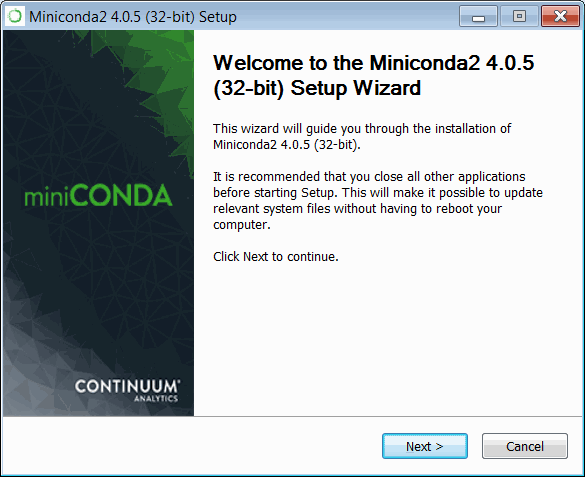 Miniconda2 4.0.5 (32-bit) Setup
Welcome to the Miniconda2 4.0.5
(32-bit) Setup Wizard
This wizard will guide you through the installation of
Miniconda2 4.0.5 (32-bit).
It is recommended that you close all other applications
before starting Setup. This will make it possible to update
relevant system files without having to reboot your
computer.
Click Next to continue.
miniCONDA
CONTINUUM
ANALYTICS
Next >
Cancel